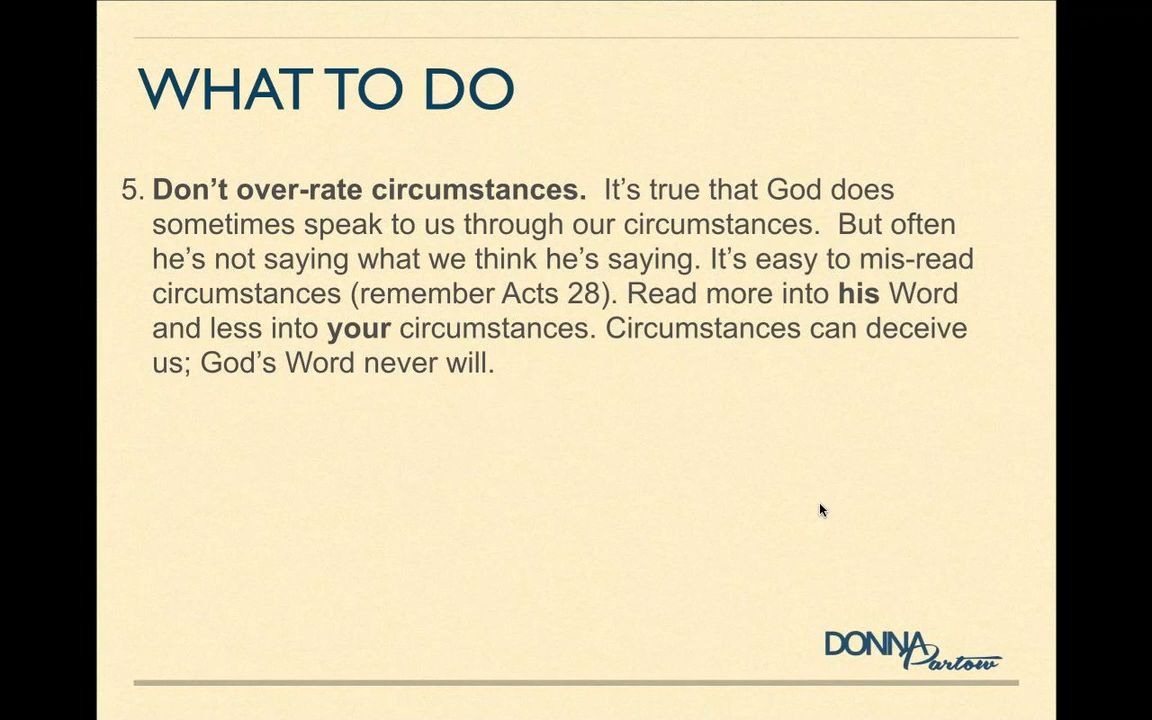 WHAT TO DO
5. Don’t over-rate circumstances.  It’s true that God does
sometimes speak to us through our circumstances.  But often
he’s not saying what we think he’s saying. It’s easy to mis-read
circumstances (remember Acts 28). Read more into his Word
and less into your circumstances. Circumstances can deceive
us; God’s Word never will.
DONNA
Partow